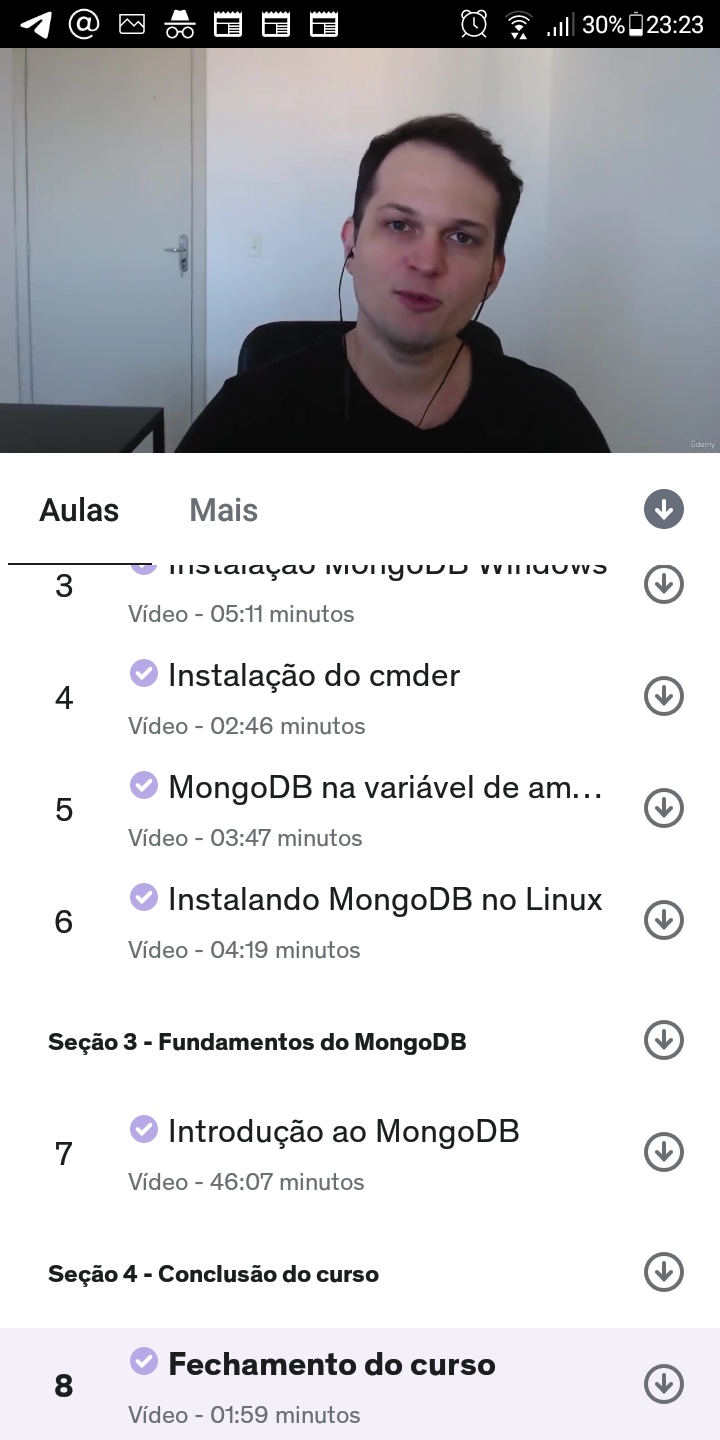 30% 23:23
ûdemy
Aulas Mais
3 Instalação MongoDB Windows
Vídeo - 05:11 minutos
4 Instalação do cmder
Vídeo - 02:46 minutos
5 MongoDB na variável de am...
Vídeo - 03:47 minutos
6 Instalando MongoDB no Linux
Vídeo - 04:19 minutos
Seção 3 - Fundamentos do MongoDB
7 Introdução ao MongoDB
Vídeo - 46:07 minutos
Seção 4 - Conclusão do curso
8 Fechamento do curso
Vídeo - 01:59 minutos